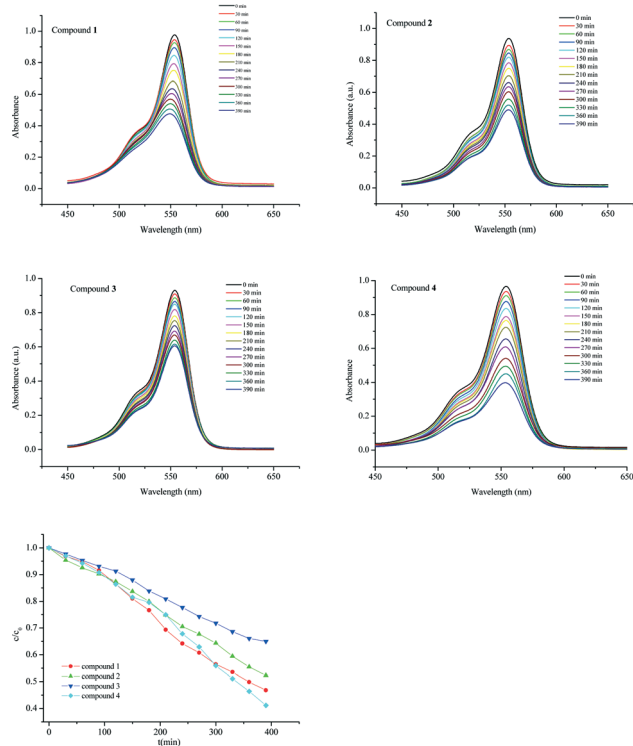 Compound 1
0 min
30 min
60 min
90 min
120 min
150 min
180 min
210 min
240 min
270 min
300 min
330 min
360 min
390 min
Absorbance
1.0
0.8
0.6
0.4
0.2
0.0
450 500 550 600 650
Wavelength (nm)
Compound 2
0 min
30 min
60 min
90 min
120 min
150 min
180 min
210 min
240 min
270 min
300 min
330 min
360 min
390 min
Absorbance (a.u.)
1.0
0.8
0.6
0.4
0.2
0.0
450 500 550 600 650
Wavelength (nm)
Compound 3
0 min
30 min
60 min
90 min
120 min
150 min
180 min
210 min
240 min
270 min
300 min
330 min
360 min
390 min
Absorbance (a.u.)
1.0
0.8
0.6
0.4
0.2
0.0
450 500 550 600 650
Wavelength (nm)
Compound 4
0 min
30 min
60 min
90 min
120 min
150 min
180 min
210 min
240 min
270 min
300 min
330 min
360 min
390 min
Absorbance (a.u.)
1.0
0.8
0.6
0.4
0.2
0.0
450 500 550 600 650
Wavelength (nm)
c/c0
1.0
0.9
0.8
0.7
0.6
0.5
0.4
compound 1
compound 2
compound 3
compound 4
0 100 200 300 400
t(min)